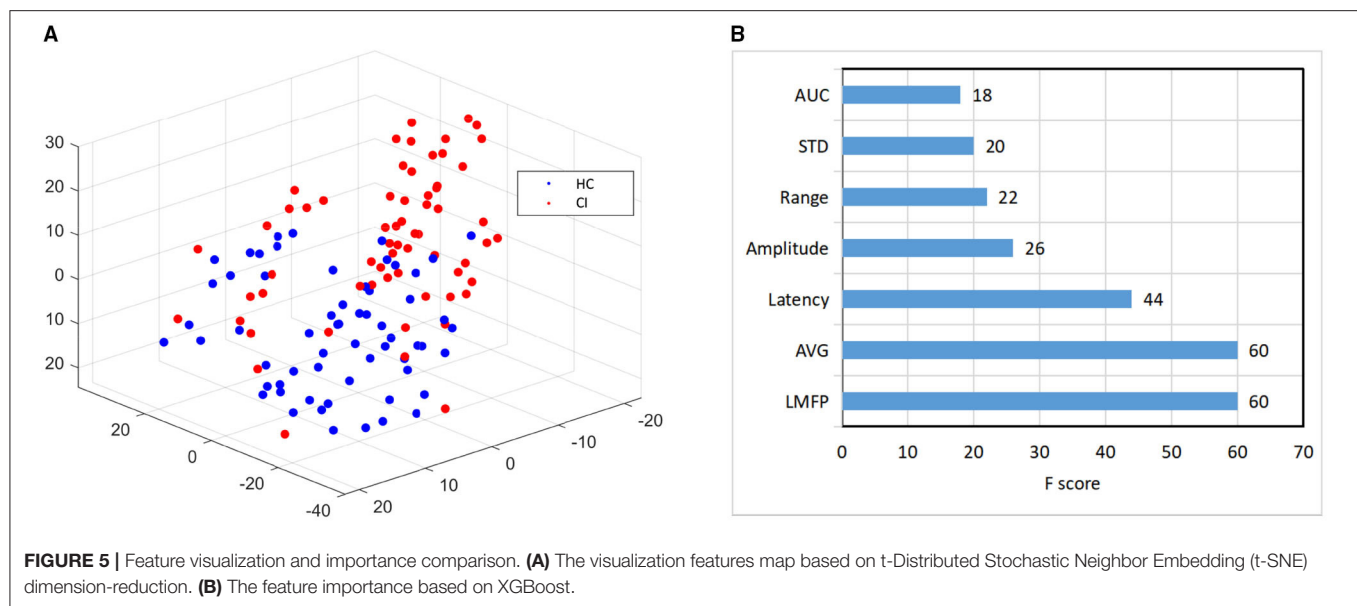 A
30
20
10
0
10
20
20
0
-20
-40
20
10
0
-10
-20
HC
CI
B
AUC
18
STD
20
Range
22
Amplitude
26
Latency
44
AVG
60
LMFP
60
0 10 20 30 40 50 60 70
F score
FIGURE 5 | Feature visualization and importance comparison. (A) The visualization features map based on t-Distributed Stochastic Neighbor Embedding (t-SNE)
dimension-reduction. (B) The feature importance based on XGBoost.